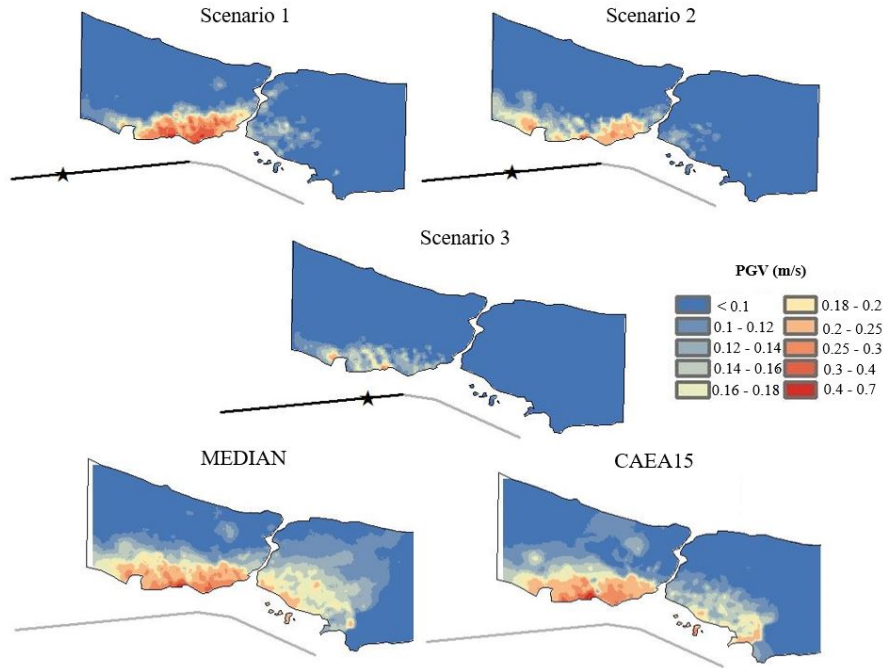 Scenario 1
Scenario 2
Scenario 3
PGV (m/s)
< 0.1
0.1 - 0.12
0.12 - 0.14
0.14 - 0.16
0.16 - 0.18
0.18 - 0.2
0.2 - 0.25
0.25 - 0.3
0.3 - 0.4
0.4 - 0.7
MEDIAN
CAEA15